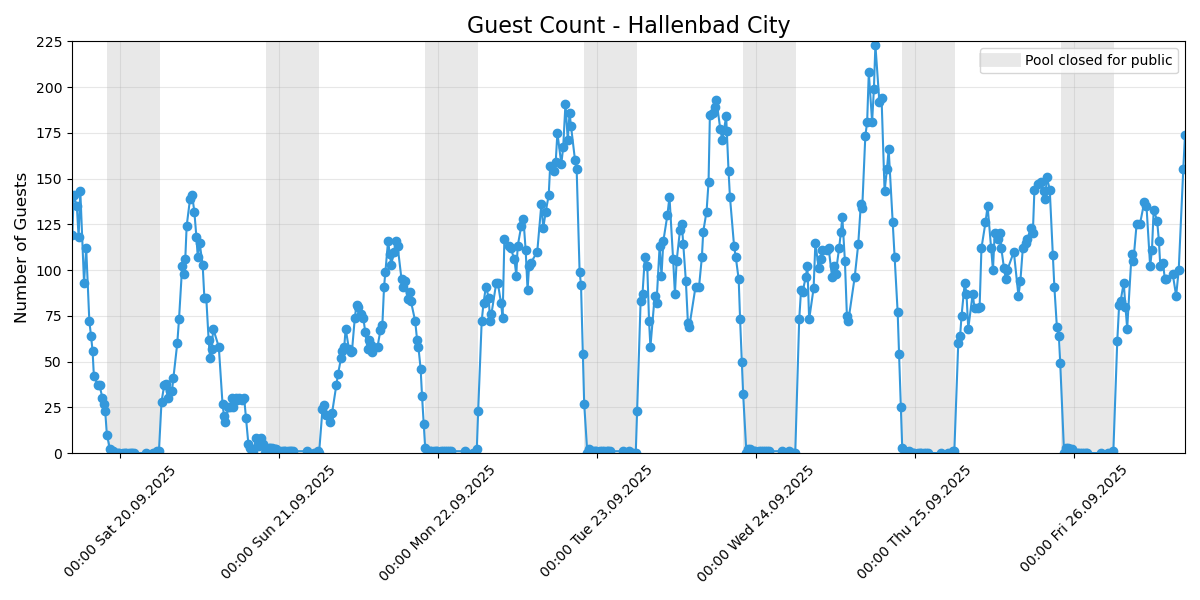 Guest Count - Hallenbad City
Number of Guests
225
200
175
150
125
100
75
50
25
0
Pool closed for public
00:00 Sat 20.09.2025
00:00 Sun 21.09.2025
00:00 Mon 22.09.2025
00:00 Tue 23.09.2025
00:00 Wed 24.09.2025
00:00 Thu 25.09.2025
00:00 Fri 26.09.2025